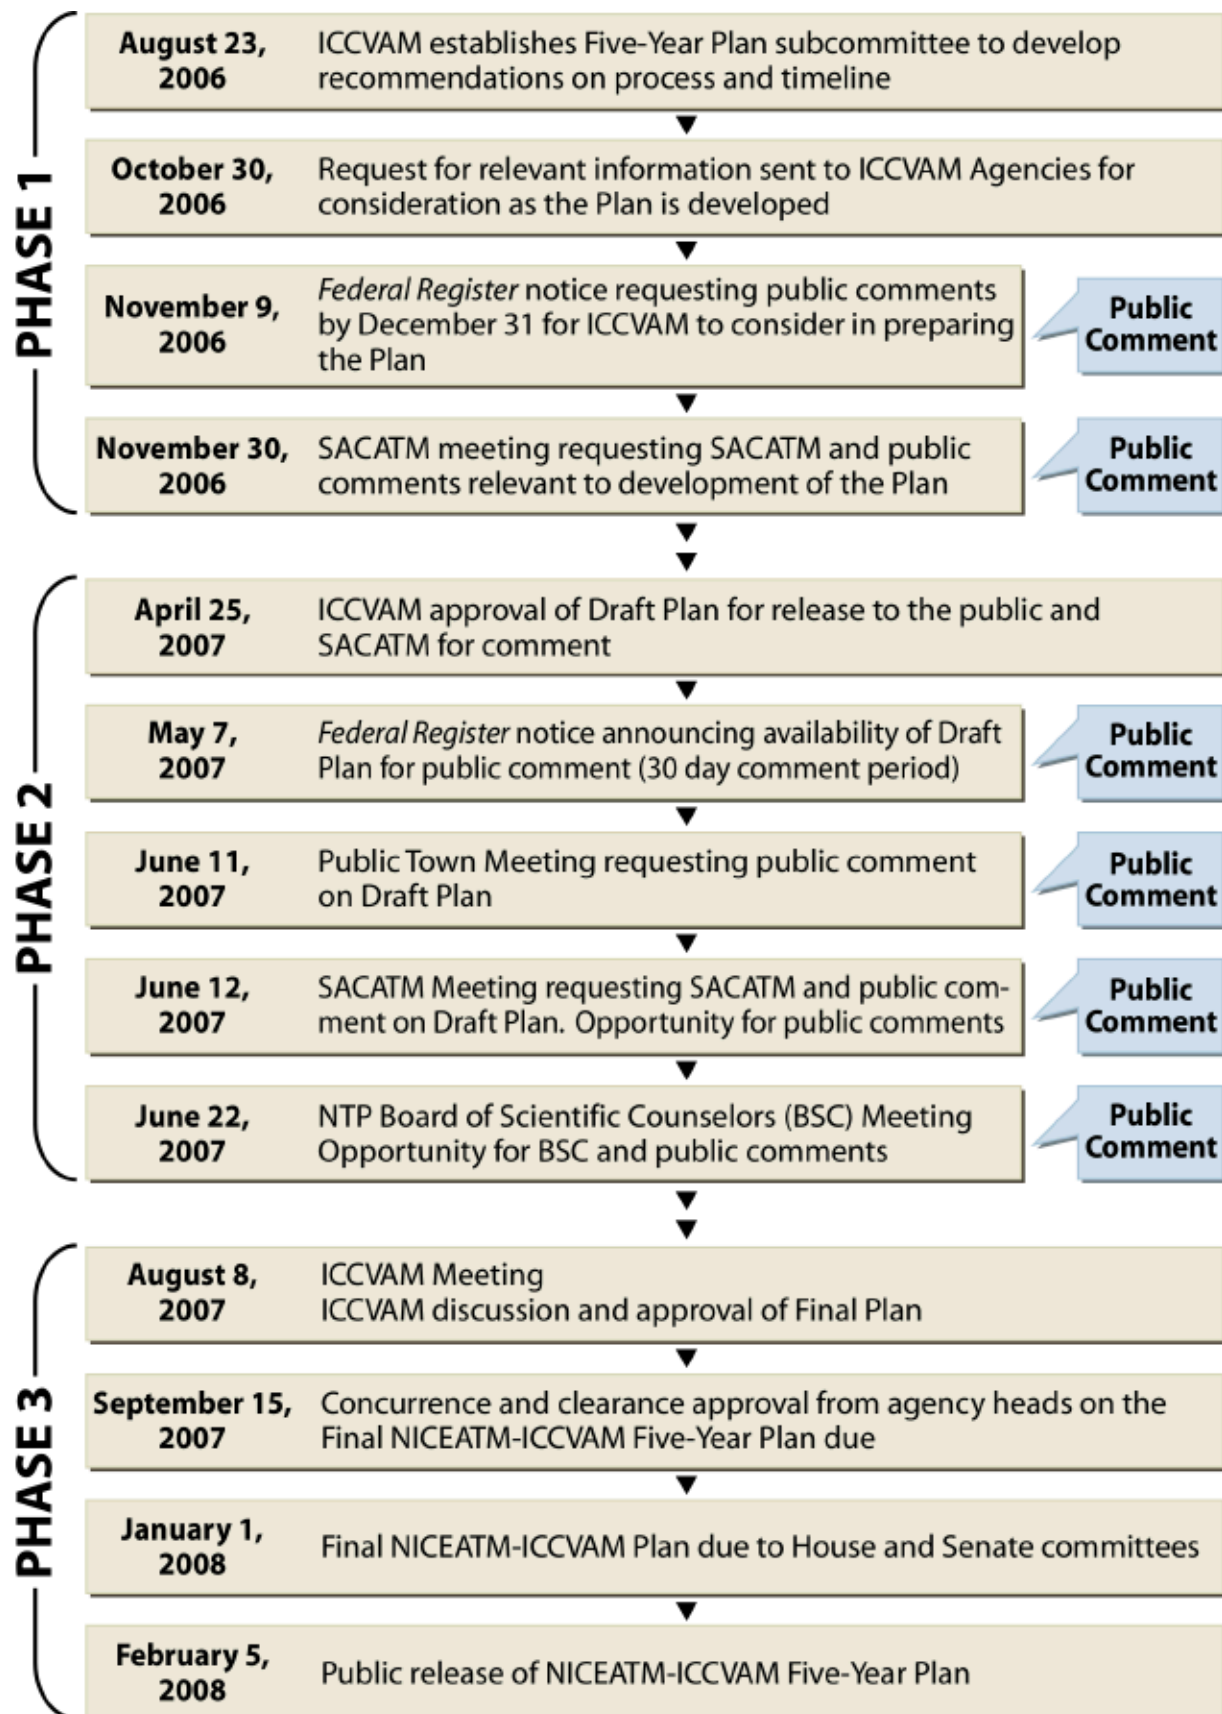 PHASE 1
August 23,
2006
ICCVAM establishes Five-Year Plan subcommittee to develop
recommendations on process and timeline
October 30,
2006
Request for relevant information sent to ICCVAM Agencies for
consideration as the Plan is developed
November 9,
2006
Federal Register notice requesting public comments
by December 31 for ICCVAM to consider in preparing
the Plan
Public
Comment
November 30,
2006
SACATM meeting requesting SACATM and public
comments relevant to development of the Plan
Public
Comment
PHASE 2
April 25,
2007
ICCVAM approval of Draft Plan for release to the public and
SACATM for comment
May 7,
2007
Federal Register notice announcing availability of Draft
Plan for public comment (30 day comment period)
Public
Comment
June 11,
2007
Public Town Meeting requesting public comment
on Draft Plan
Public
Comment
June 12,
2007
SACATM Meeting requesting SACATM and public com-
ment on Draft Plan. Opportunity for public comments
Public
Comment
June 22,
2007
NTP Board of Scientific Counselors (BSC) Meeting
Opportunity for BSC and public comments
Public
Comment
PHASE 3
August 8,
2007
ICCVAM Meeting
ICCVAM discussion and approval of Final Plan
September 15,
2007
Concurrence and clearance approval from agency heads on the
Final NICEATM-ICCVAM Five-Year Plan due
January 1,
2008
Final NICEATM-ICCVAM Plan due to House and Senate committees
February 5,
2008
Public release of NICEATM-ICCVAM Five-Year Plan